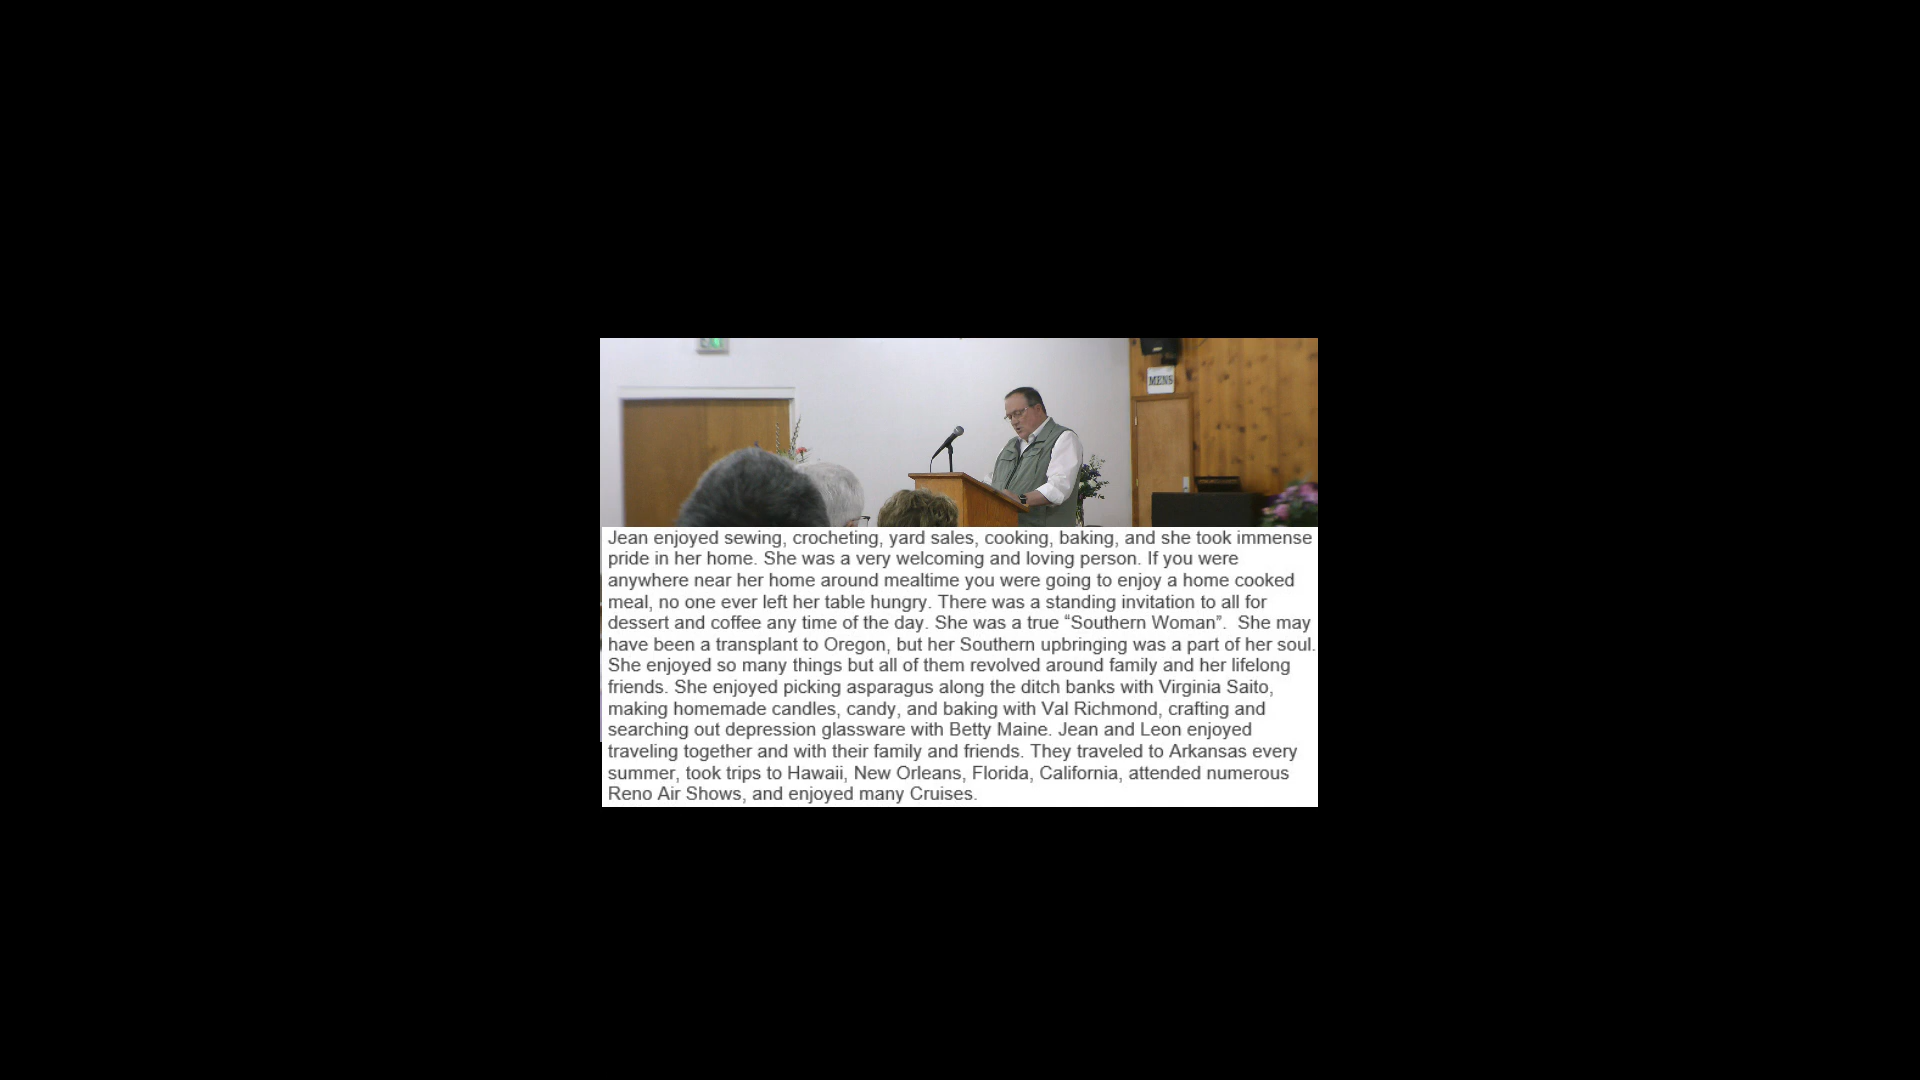 MENS
Jean enjoyed sewing, crocheting, yard sales, cooking, baking, and she took immense
pride in her home. She was a very welcoming and loving person. If you were
anywhere near her home around mealtime you were going to enjoy a home cooked
meal, no one ever left her table hungry. There was a standing invitation to all for
dessert and coffee any time of the day. She was a true “Southern Woman”.  She may
have been a transplant to Oregon, but her Southern upbringing was a part of her soul.
She enjoyed so many things but all of them revolved around family and her lifelong
friends. She enjoyed picking asparagus along the ditch banks with Virginia Saito,
making homemade candles, candy, and baking with Val Richmond, crafting and
searching out depression glassware with Betty Maine. Jean and Leon enjoyed
traveling together and with their family and friends. They traveled to Arkansas every
summer, took trips to Hawaii, New Orleans, Florida, California, attended numerous
Reno Air Shows, and enjoyed many Cruises.